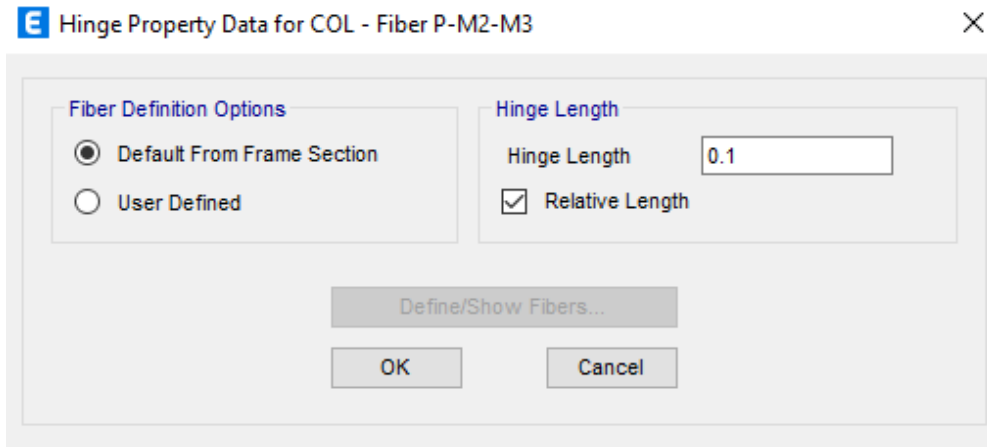 E Hinge Property Data for COL - Fiber P-M2-M3
Fiber Definition Options
Default From Frame Section
User Defined
Hinge Length
Hinge Length 0.1
Relative Length
Define/Show Fibers...
OK Cancel